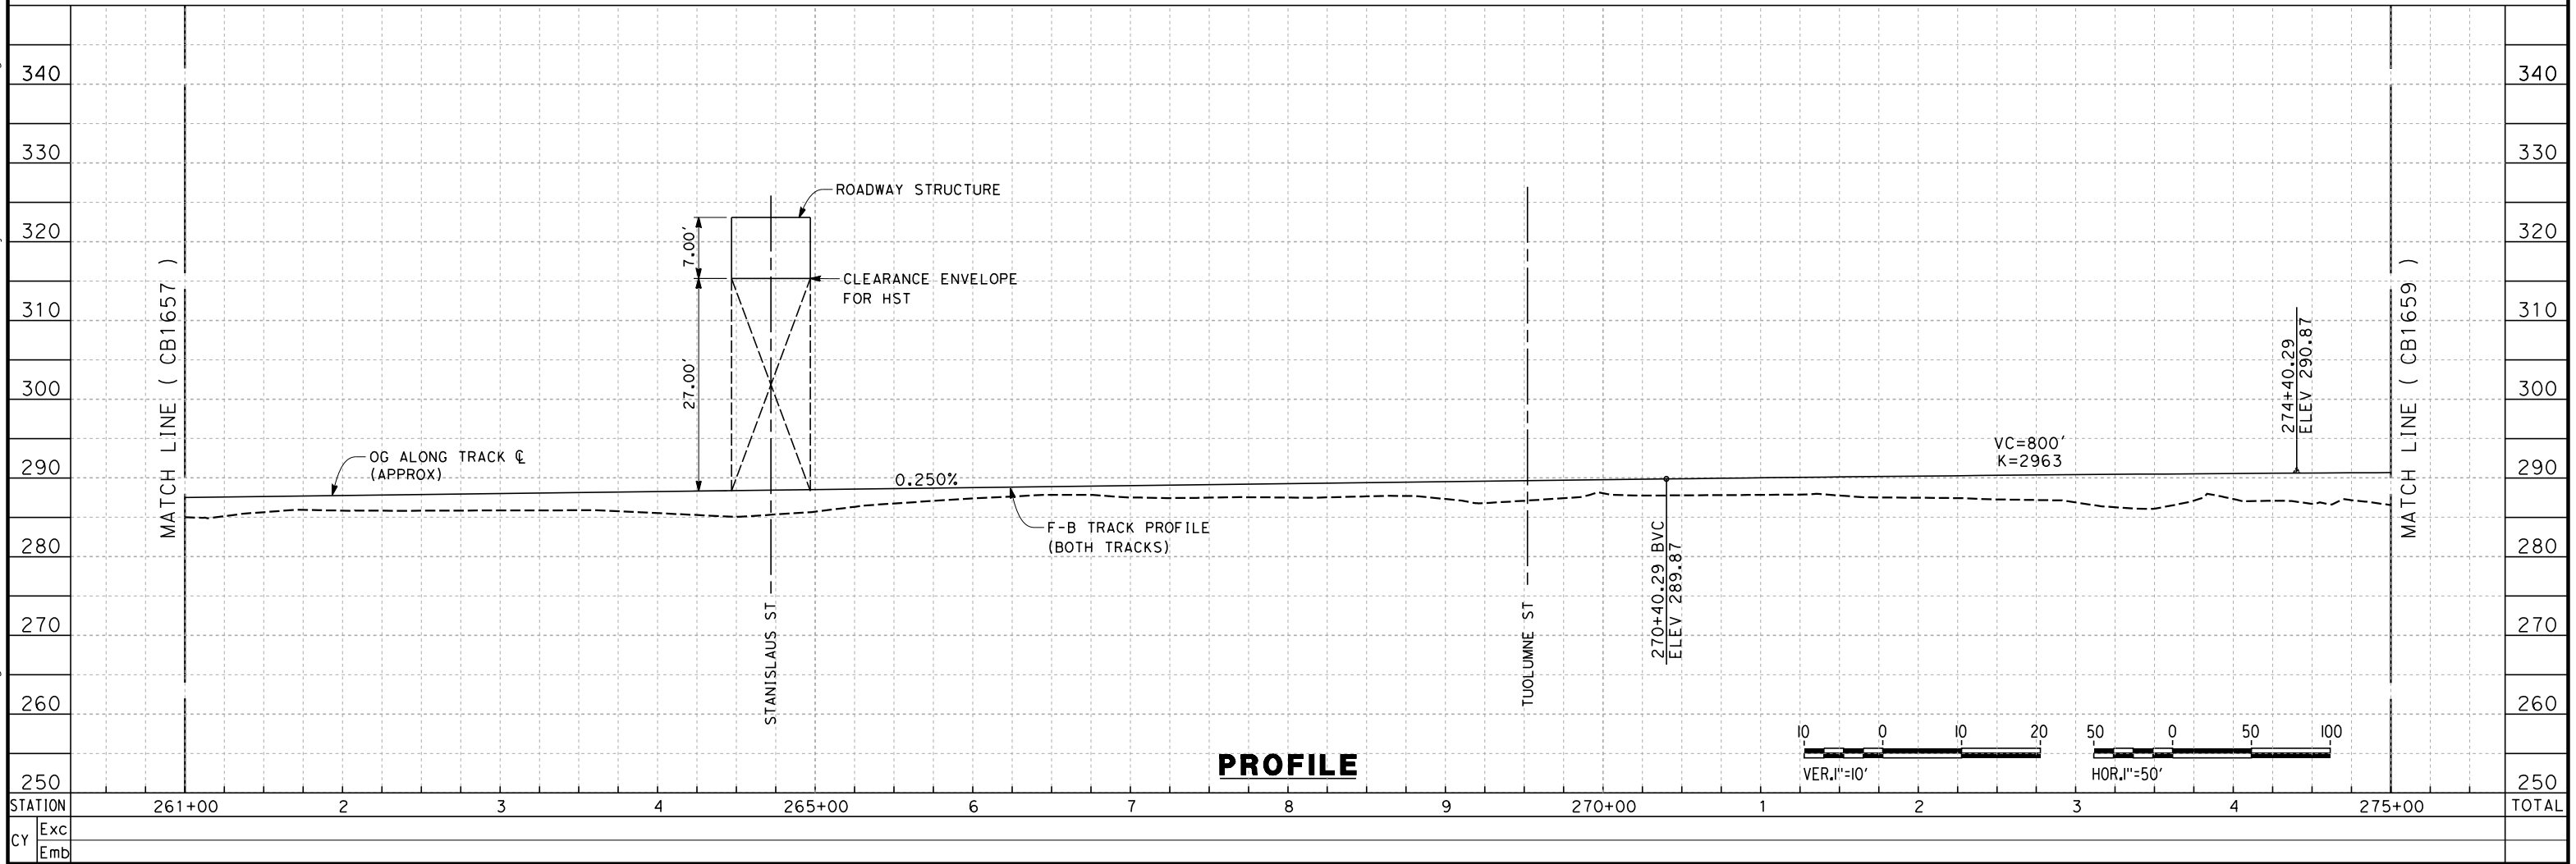 340 340
330 330
ROADWAY STRUCTURE
320 320
7.00'
CLEARANCE ENVELOPE
FOR HST
MATCH LINE ( CB1657 )
MATCH LINE ( CB1659 )
310 310
27.00'
274+40.29
ELEV 290.87
300 300
OG ALONG TRACK ℄
(APPROX)
VC=800'
K=2963
290 290
0.250%
F-B TRACK PROFILE
(BOTH TRACKS)
280 280
270+40.29 BVC
ELEV 289.87
STANISLAUS ST
TUOLUMNE ST
270 270
260 260
10 0 10 20
VER.1"=10'
50 0 50 100
HOR.1"=50'
PROFILE
250 250
STATION 261+00 2 3 4 265+00 6 7 8 9 270+00 1 2 3 4 275+00 TOTAL
CY
Exc
Emb